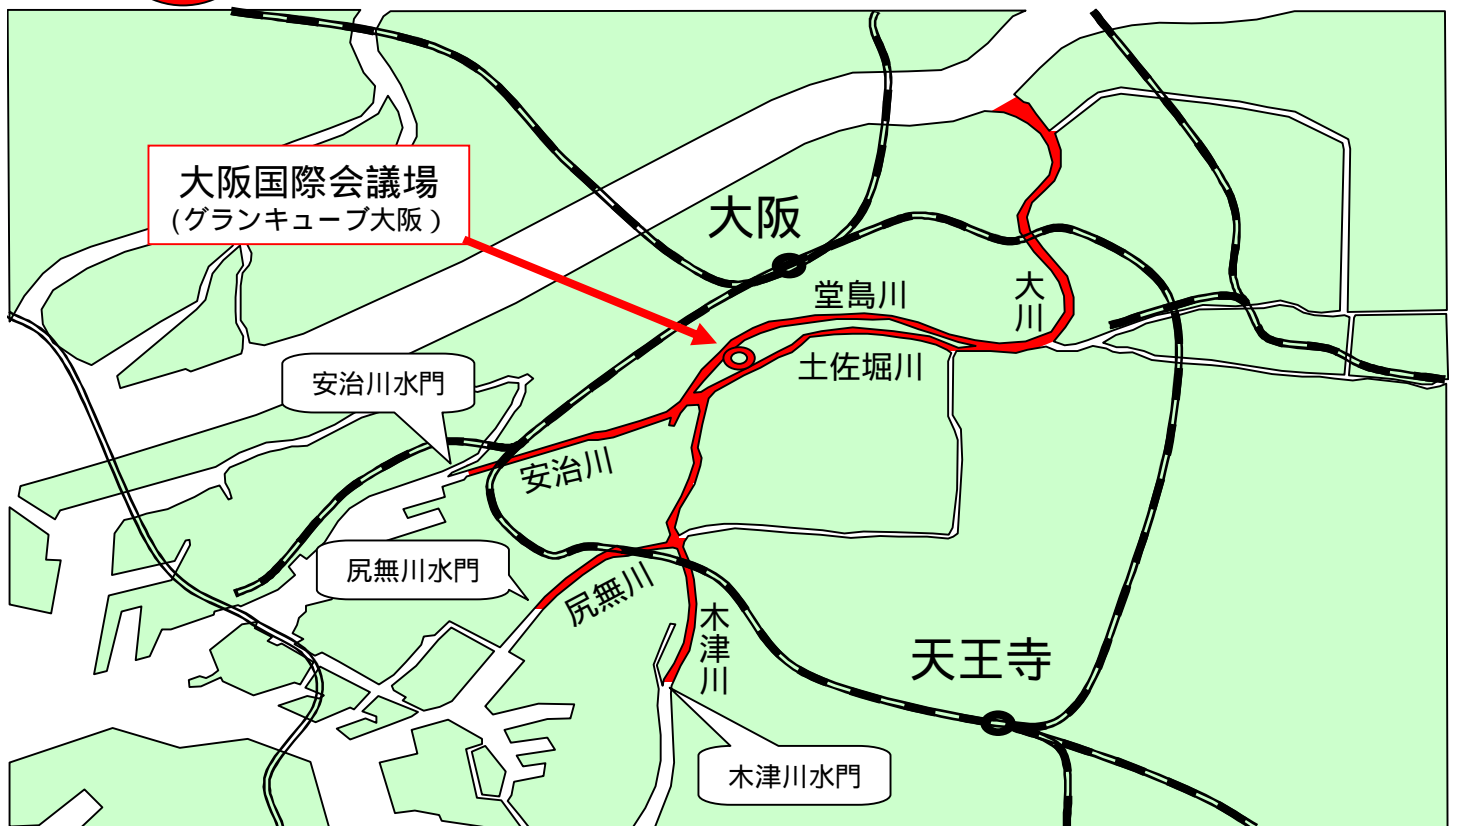 大阪国際会議場
(グランキューブ大阪)
大阪
堂島川
大川
土佐堀川
安治川水門
安治川
尻無川水門
尻無川
木津川
天王寺
木津川水門